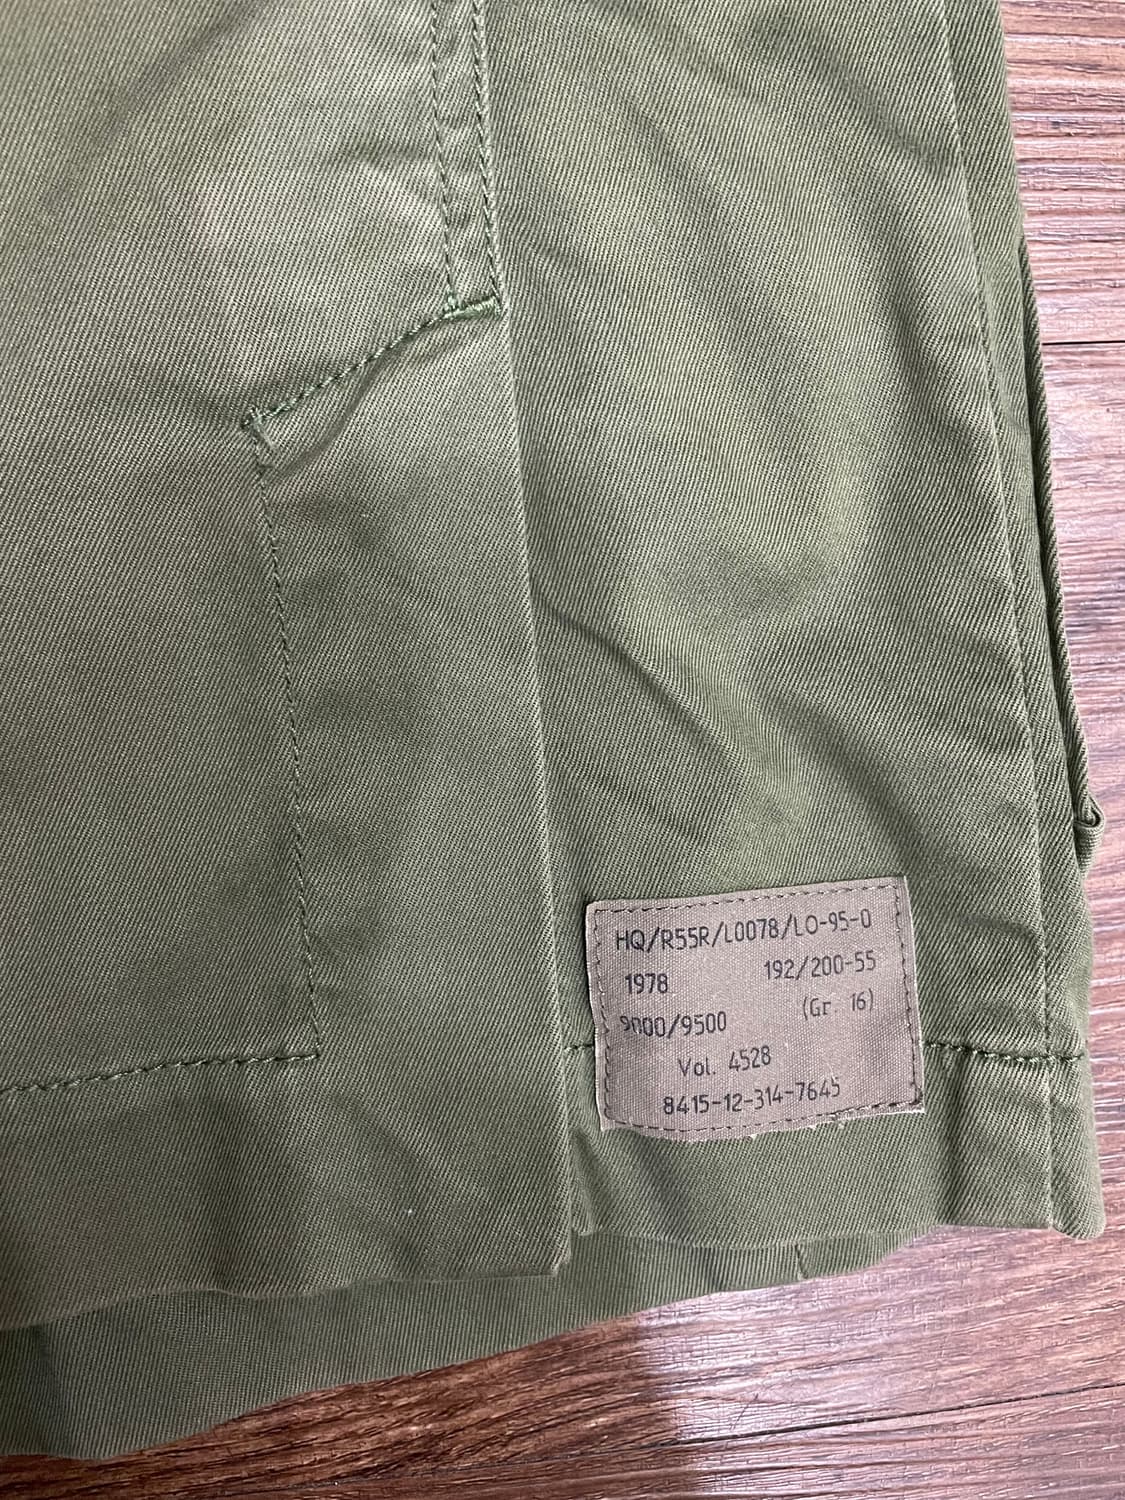 HQ/R55R/L0078/LO-95-0
1978 192/200-55
9000/9500 (Gr. 16)
Vol. 4528
8415-12-314-7645